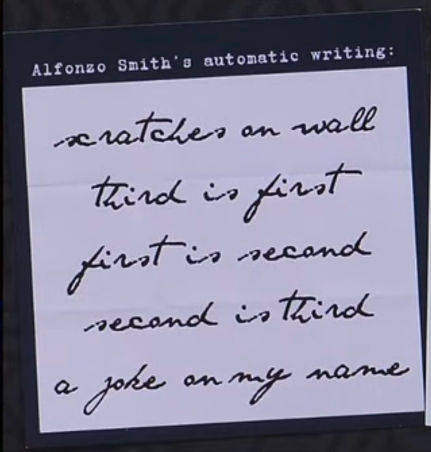 Alfonzo Smith's automatic writing:
scratches on wall
third is first
first is second
second is third
a joke on my name